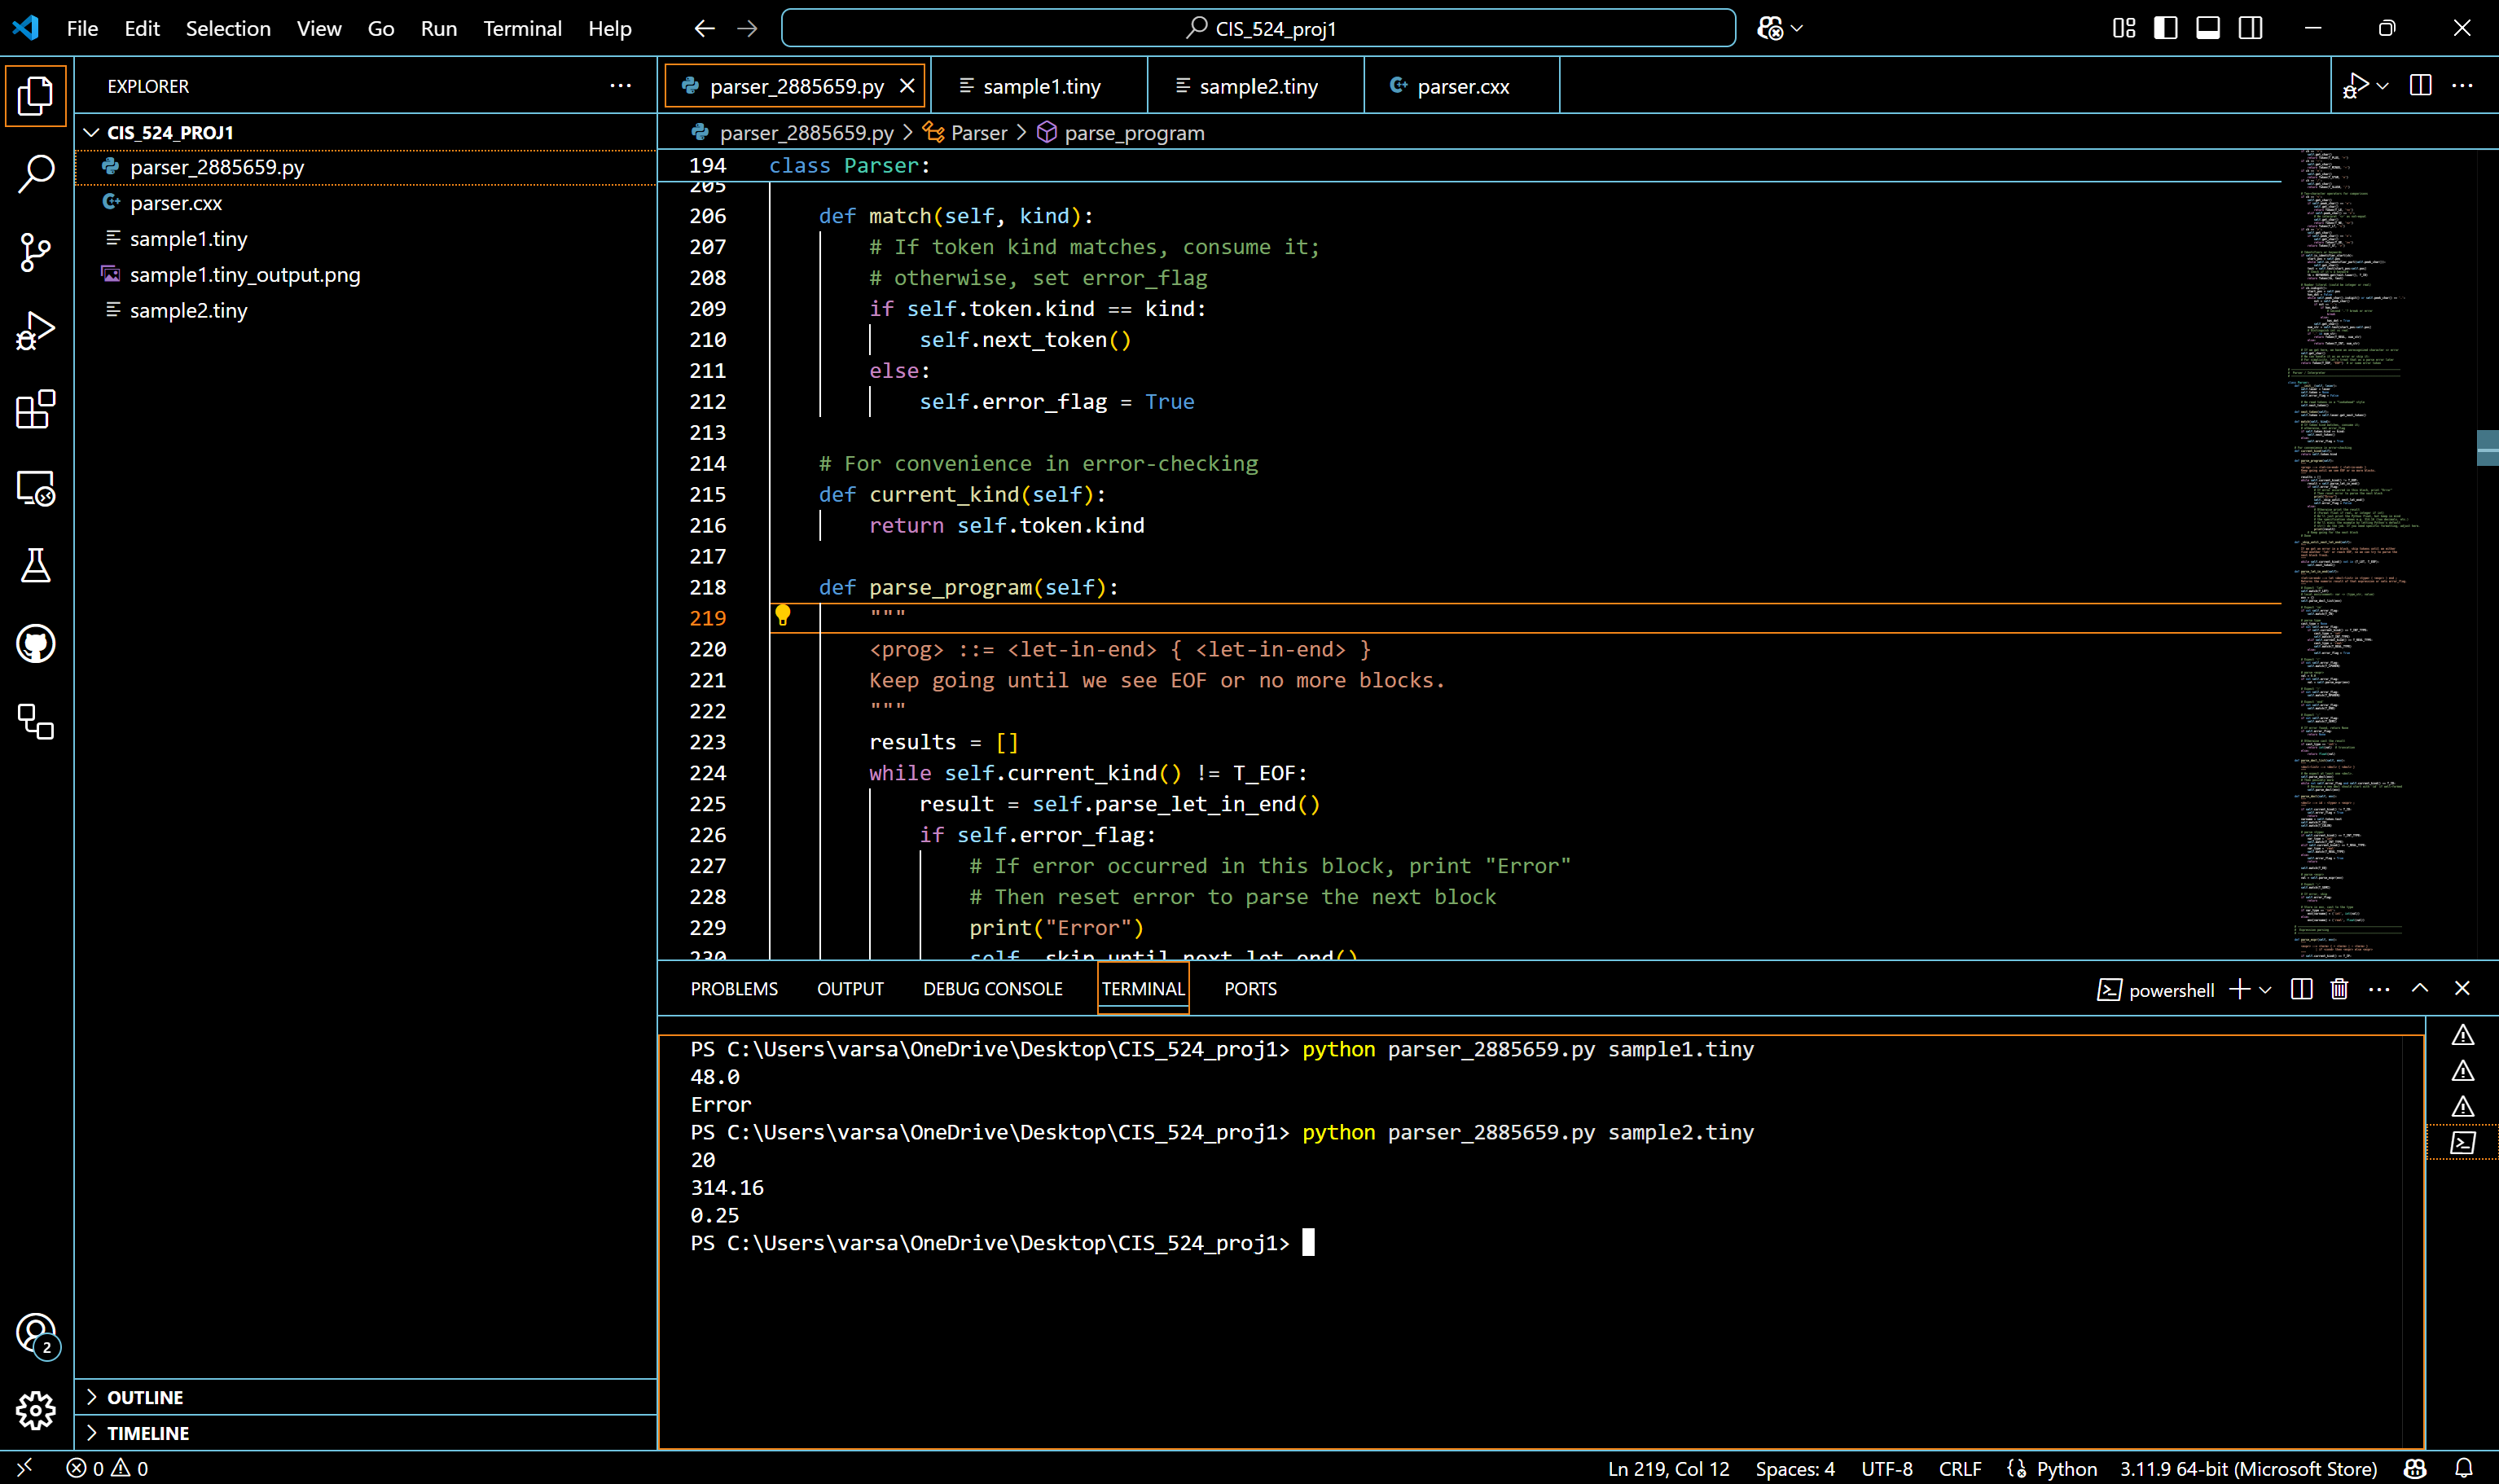 File Edit Selection View Go Run Terminal Help
CIS_524_proj1
EXPLORER
CIS_524_PROJ1
parser_2885659.py
parser.cxx
sample1.tiny
sample1.tiny_output.png
sample2.tiny
OUTLINE
TIMELINE
2
parser_2885659.py sample1.tiny sample2.tiny parser.cxx
parser_2885659.py > Parser > parse_program
194 class Parser:
205
206 def match(self, kind):
207 # If token kind matches, consume it;
208 # otherwise, set error_flag
209 if self.token.kind == kind:
210 self.next_token()
211 else:
212 self.error_flag = True
213
214 # For convenience in error-checking
215 def current_kind(self):
216 return self.token.kind
217
218 def parse_program(self):
219 """
220 <prog> ::= <let-in-end> { <let-in-end> }
221 Keep going until we see EOF or no more blocks.
222 """
223 results = []
224 while self.current_kind() != T_EOF:
225 result = self.parse_let_in_end()
226 if self.error_flag:
227 # If error occurred in this block, print "Error"
228 # Then reset error to parse the next block
229 print("Error")
230 self._skip_until_next_let_end()
PROBLEMS OUTPUT DEBUG CONSOLE TERMINAL PORTS
powershell
PS C:\Users\varsa\OneDrive\Desktop\CIS_524_proj1> python parser_2885659.py sample1.tiny
48.0
Error
PS C:\Users\varsa\OneDrive\Desktop\CIS_524_proj1> python parser_2885659.py sample2.tiny
20
314.16
0.25
PS C:\Users\varsa\OneDrive\Desktop\CIS_524_proj1>
0 0
Ln 219, Col 12 Spaces: 4 UTF-8 CRLF Python 3.11.9 64-bit (Microsoft Store)